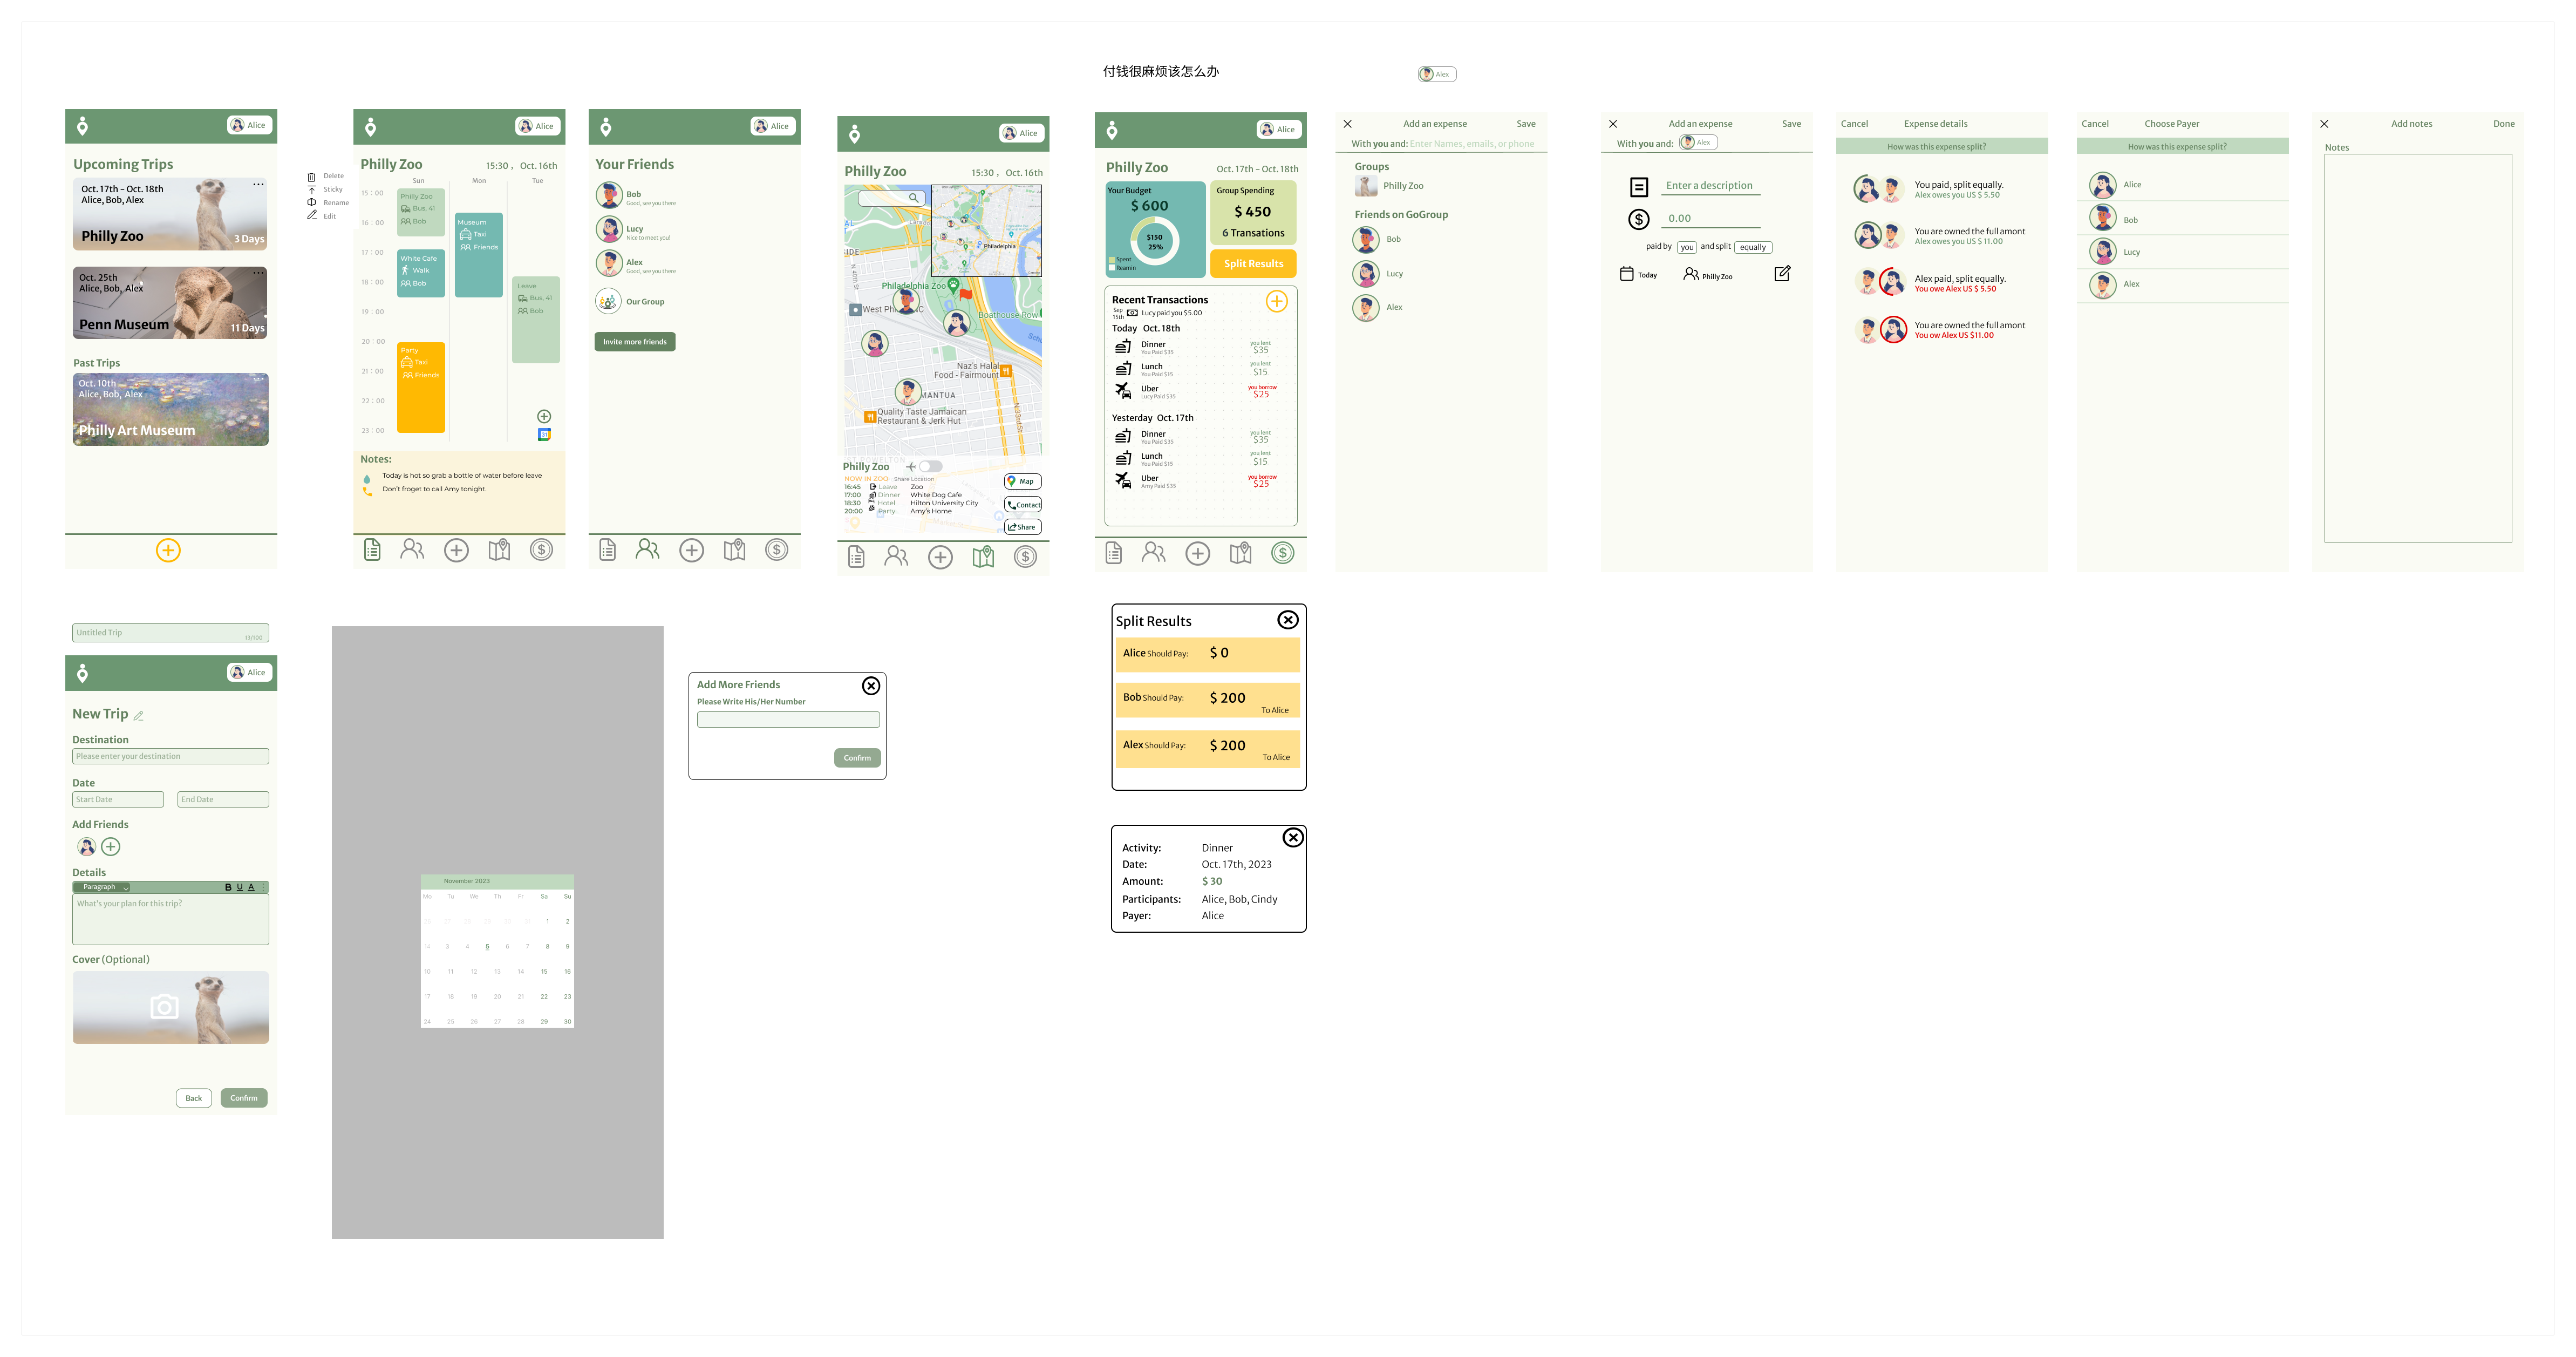 付钱很麻烦该怎么办
Alex
Alice
Upcoming Trips
Oct. 17th - Oct. 18th
Alice, Bob, Alex
Philly Zoo
3 Days
Oct. 25th
Alice, Bob, Alex
Penn Museum
11 Days
Past Trips
Oct. 10th
Alice, Bob, Alex
Philly Art Museum
Delete
Sticky
Rename
Edit
Alice
Philly Zoo
15:30 , Oct. 16th
Sun Mon Tue
15 : 00
16 : 00
17 : 00
18 : 00
19 : 00
20 : 00
21 : 00
22 : 00
23 : 00
Philly Zoo
Bus, 41
Bob
Museum
Taxi
Friends
White Cafe
Walk
Bob
Leave
Bus, 41
Bob
Party
Taxi
Friends
Notes:
Today is hot so grab a bottle of water before leave
Don't froget to call Amy tonight.
Alice
Your Friends
Bob
Good, see you there
Lucy
Nice to meet you!
Alex
Good, see you there
Our Group
Invite more friends
Alice
Philly Zoo
15:30 , Oct. 16th
Philadelphia
Philadelphia Zoo
Boathouse Row
Naz's Halal
Food - Fairmount
N 33rd St
MANTUA
Quality Taste Jamaican
Restaurant & Jerk Hut
Philly Zoo
NOW IN ZOO Share Location
16:45 Leave Zoo
17:00 Dinner White Dog Cafe
18:30 Hotel Hilton University City
20:00 Party Amy's Home
Map
Contact
Share
Alice
Philly Zoo
Oct. 17th - Oct. 18th
Your Budget
$ 600
$150
25%
Spent
Reamin
Group Spending
$ 450
6 Transations
Split Results
Recent Transactions
Sep
15th
Lucy paid you $5.00
Today Oct. 18th
Dinner
You Paid $35
you lent
$35
Lunch
You Paid $15
you lent
$15
Uber
Lucy Paid $35
you borrow
$25
Yesterday Oct. 17th
Dinner
You Paid $35
you lent
$35
Lunch
You Paid $15
you lent
$15
Uber
Amy Paid $35
you borrow
$25
Add an expense
Save
With you and: Enter Names, emails, or phone
Groups
Philly Zoo
Friends on GoGroup
Bob
Lucy
Alex
Add an expense
Save
With you and: Alex
Enter a description
$ 0.00
paid by you and split equally
Today
Philly Zoo
Cancel
Expense details
How was this expense split?
You paid, split equally.
Alex owes you US $ 5.50
You are owned the full amont
Alex owes you US $ 11.00
Alex paid, split equally.
You owe Alex US $ 5.50
You are owned the full amont
You ow Alex US $11.00
Cancel
Choose Payer
How was this expense split?
Alice
Bob
Lucy
Alex
Add notes
Done
Notes
Untitled Trip
13/100
Alice
New Trip
Destination
Please enter your destination
Date
Start Date
End Date
Add Friends
Details
Paragraph
B U A
What's your plan for this trip?
Cover (Optional)
Back
Confirm
November 2023
Mo Tu We Th Fr Sa Su
1 2
14 3 4 5 6 7 8 9
10 11 12 13 14 15 16
17 18 19 20 21 22 23
24 25 26 27 28 29 30
Add More Friends
Please Write His/Her Number
Confirm
Split Results
Alice Should Pay: $ 0
Bob Should Pay: $ 200
To Alice
Alex Should Pay: $ 200
To Alice
Activity: Dinner
Date: Oct. 17th, 2023
Amount: $ 30
Participants: Alice, Bob, Cindy
Payer: Alice